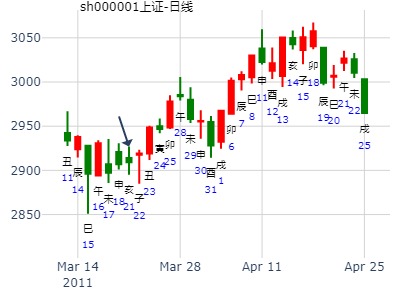 sh000001上证-日线
3050
3000
2950
2900
2850
丑
11
辰
14
巳
15
午
16
未
17
申
18
亥
21
子
22
丑
23
寅
24
卯
25
午
28
未
29
申
30
酉
31
戌
1
卯
6
辰
7
巳
8
申
11
酉
12
戌
13
亥
14
子
15
卯
18
辰
19
巳
20
午
21
未
22
戌
25
Mar 14
2011
Mar 28
Apr 11
Apr 25